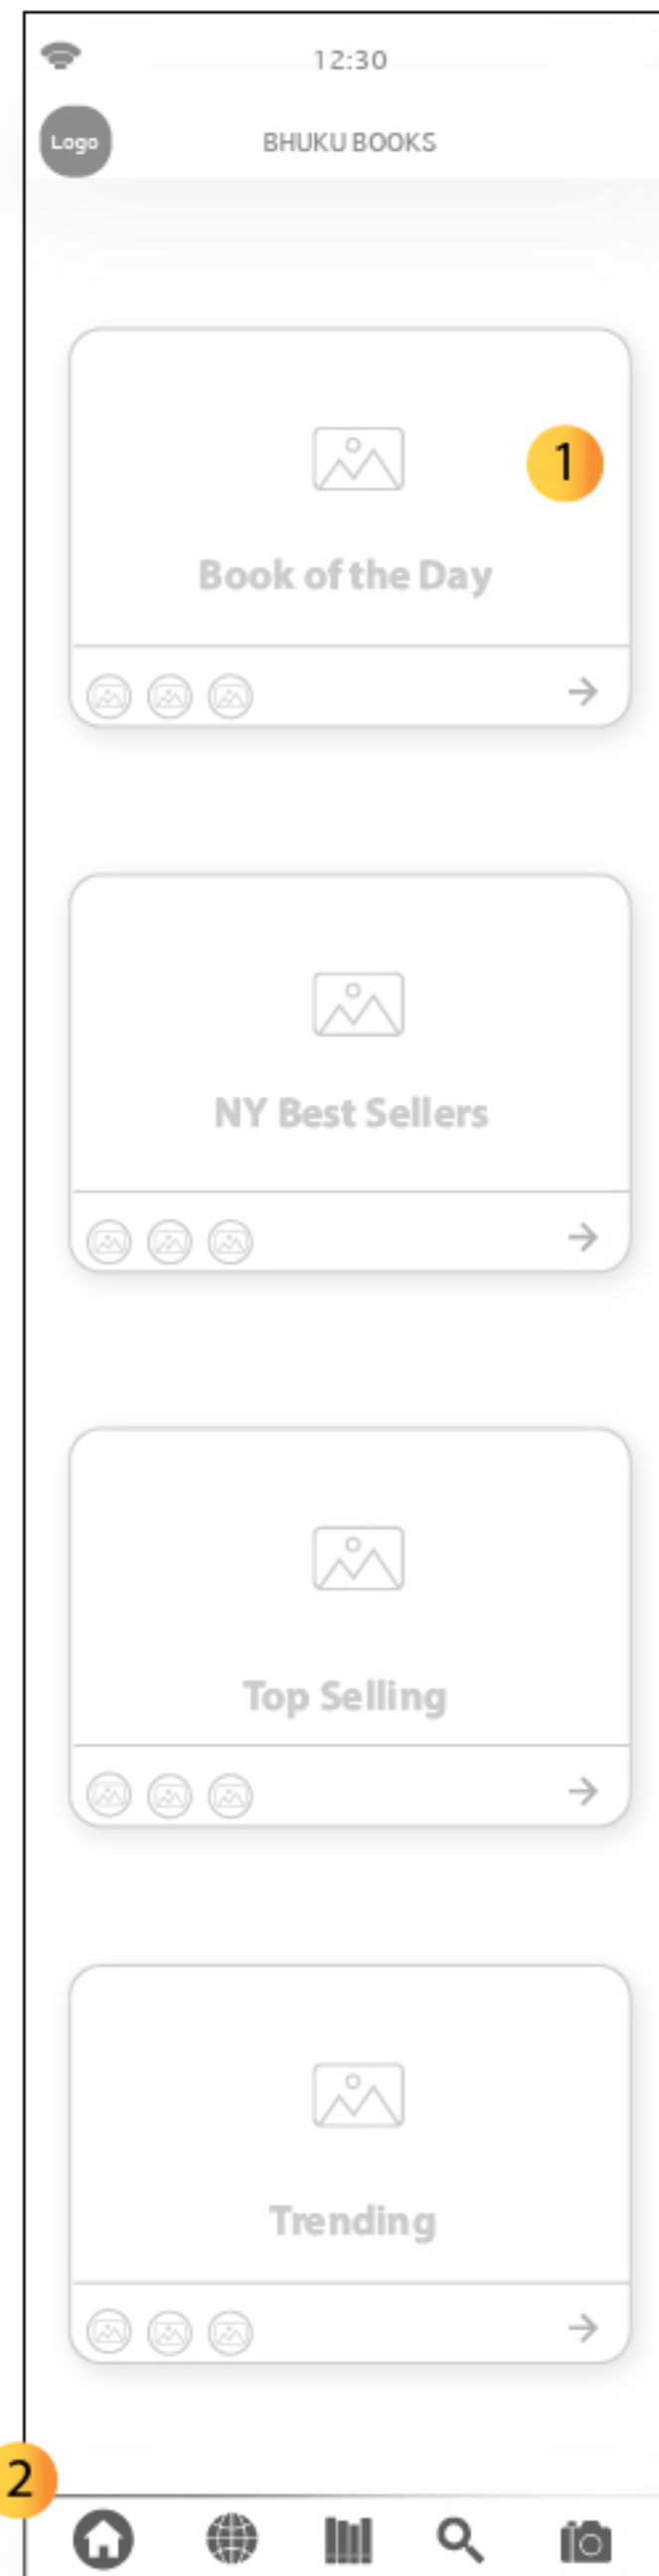 12:30
Logo
BHUKU BOOKS
1
Book of the Day
NY Best Sellers
Top Selling
Trending
2